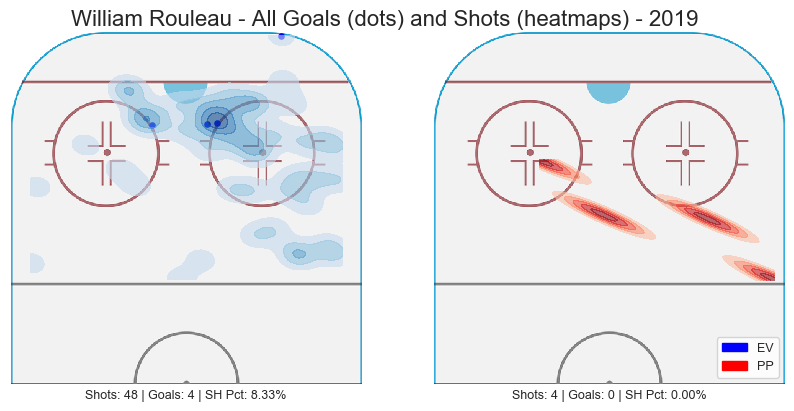 William Rouleau - All Goals (dots) and Shots (heatmaps) - 2019
EV
PP
Shots: 48 | Goals: 4 | SH Pct: 8.33%
Shots: 4 | Goals: 0 | SH Pct: 0.00%